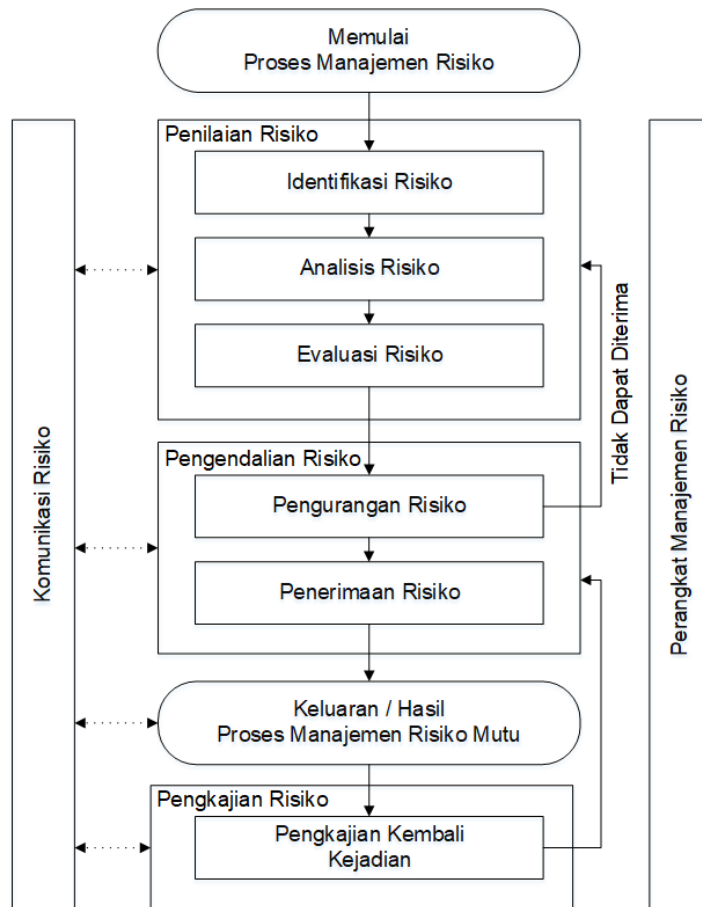 Memulai
Proses Manajemen Risiko
Penilaian Risiko
Identifikasi Risiko
Analisis Risiko
Evaluasi Risiko
Pengendalian Risiko
Pengurangan Risiko
Penerimaan Risiko
Keluaran / Hasil
Proses Manajemen Risiko Mutu
Pengkajian Risiko
Pengkajian Kembali
Kejadian
Komunikasi Risiko
Tidak Dapat Diterima
Perangkat Manajemen Risiko